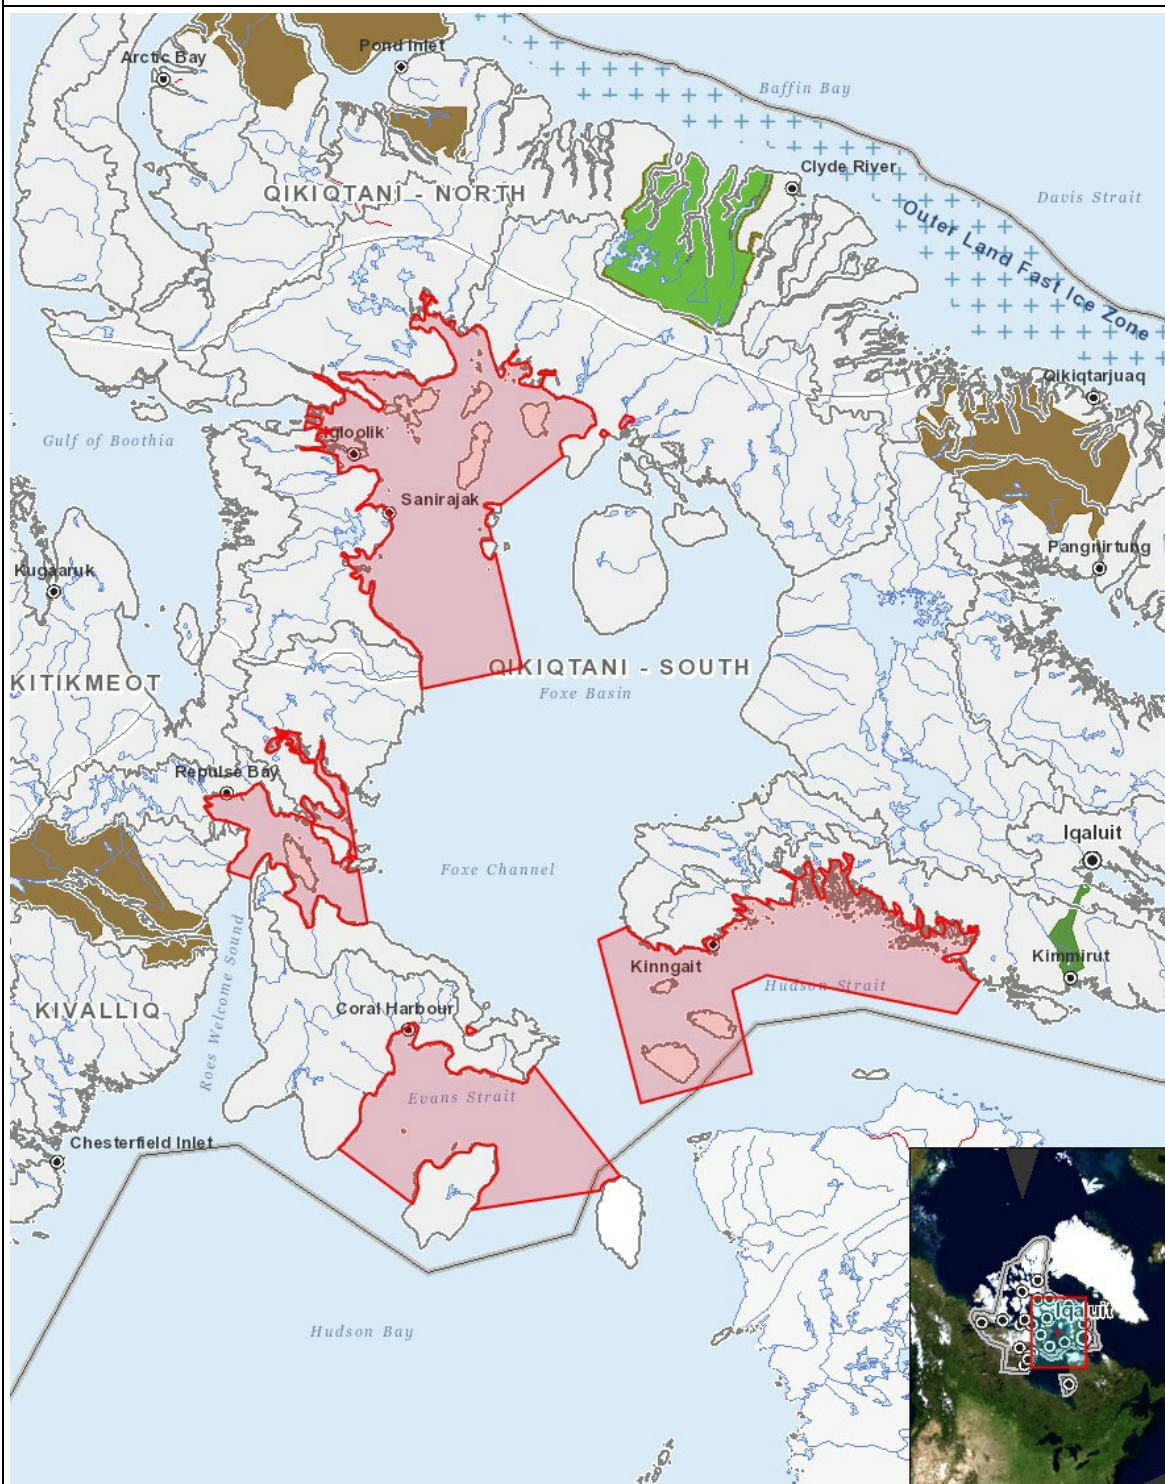 Pond Inlet
Arctic Bay
Baffin Bay
Clyde River
QIKIQTANI - NORTH
Davis Strait
Outer Land Fast Ice Zone
Qikiqtarjuaq
Igloolik
Gulf of Boothia
Sanirajak
Pangnirtung
Kugaaruk
QIKIQTANI - SOUTH
KITIKMEOT
Foxe Basin
Repulse Bay
Iqaluit
Foxe Channel
Kimmirut
Kinngait
Hudson Strait
Roes Welcome Sound
Coral Harbour
KIVALLIQ
Evans Strait
Chesterfield Inlet
Iqaluit
Hudson Bay